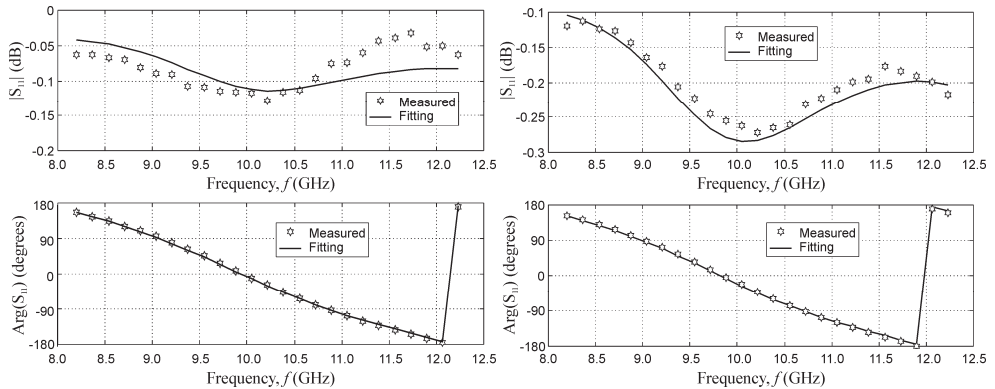 0
-0.05
-0.1
-0.15
-0.2
|S₁₁| (dB)
Measured
Fitting
8.0 8.5 9.0 9.5 10.0 10.5 11.0 11.5 12.0 12.5
Frequency, f (GHz)
-0.1
-0.15
-0.2
-0.25
-0.3
|S₁₁| (dB)
Measured
Fitting
8.0 8.5 9.0 9.5 10.0 10.5 11.0 11.5 12.0 12.5
Frequency, f (GHz)
180
90
0
-90
-180
Arg(S₁₁) (degrees)
Measured
Fitting
8.0 8.5 9.0 9.5 10.0 10.5 11.0 11.5 12.0 12.5
Frequency, f (GHz)
180
90
0
-90
-180
Arg(S₁₁) (degrees)
Measured
Fitting
8.0 8.5 9.0 9.5 10.0 10.5 11.0 11.5 12.0 12.5
Frequency, f (GHz)